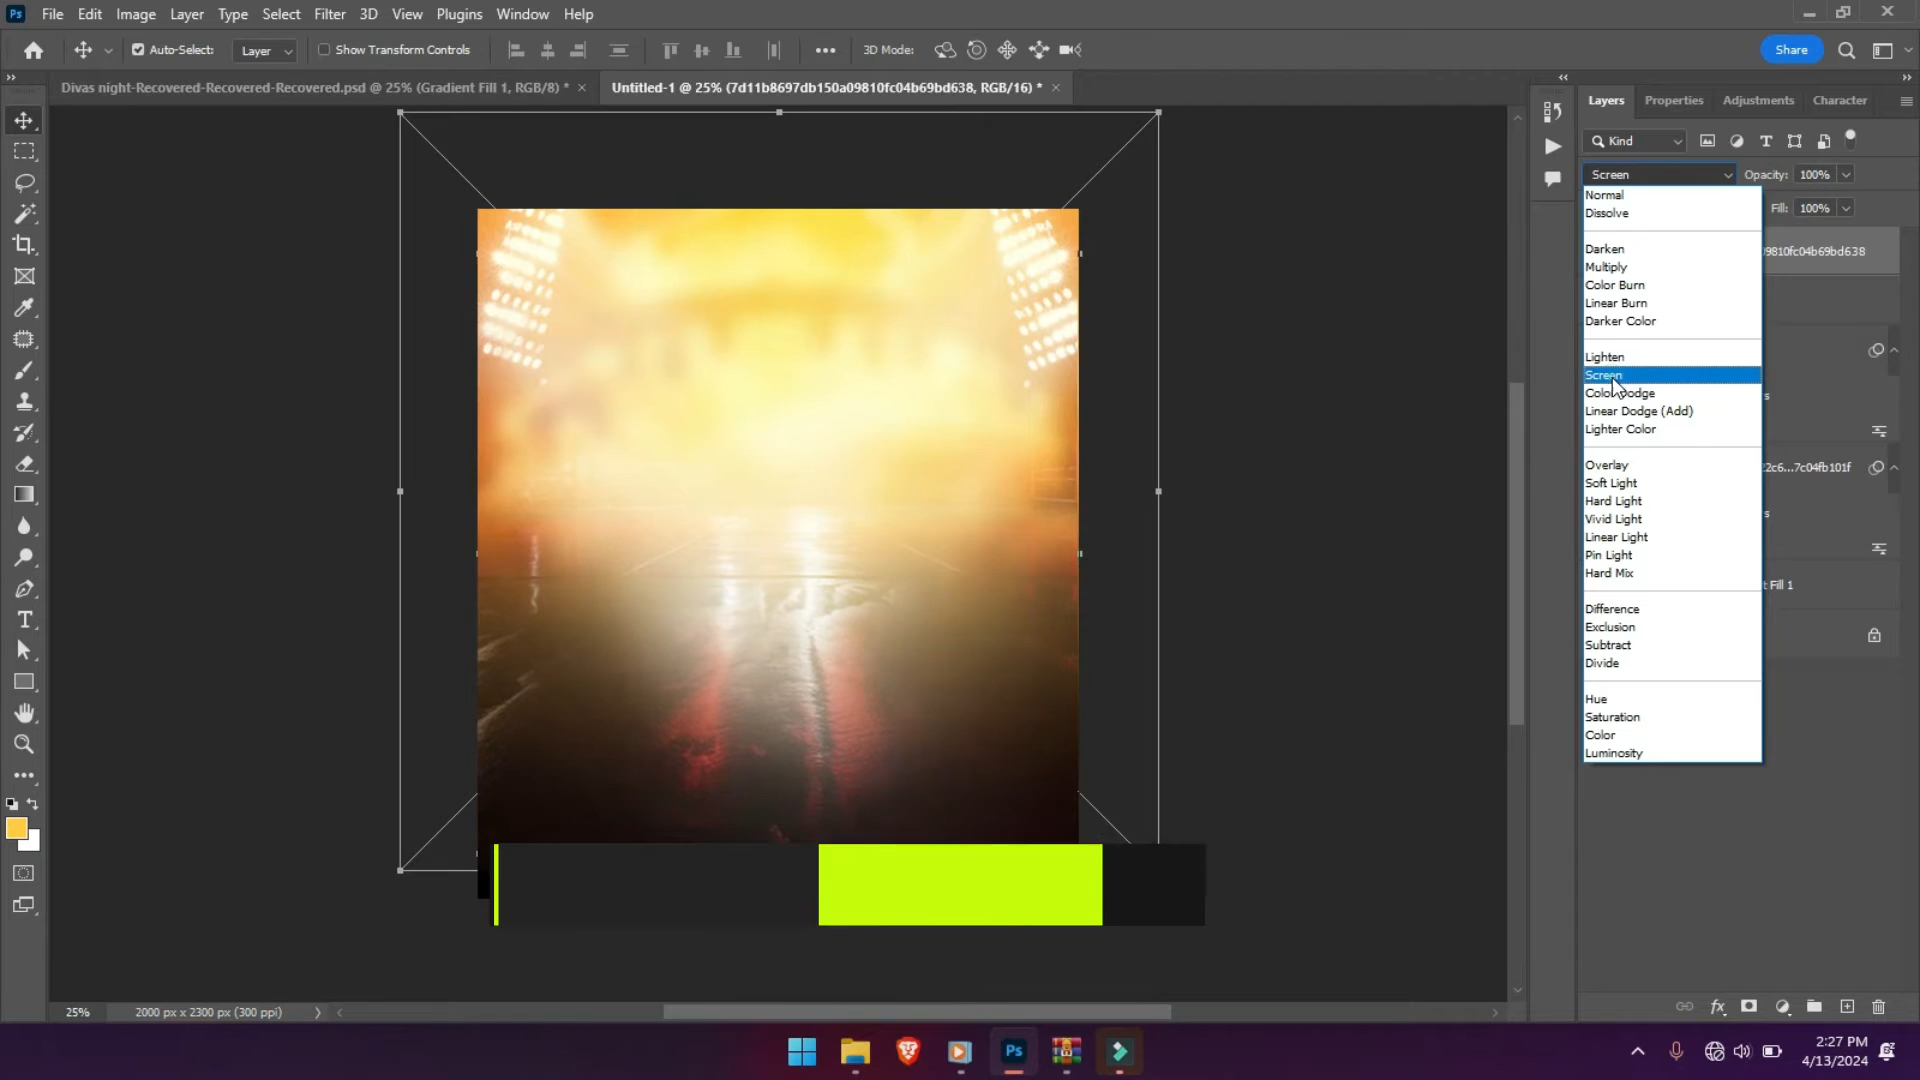 Ps File Edit Image Layer Type Select Filter 3D View Plugins Window Help
Auto-Select: Layer Show Transform Controls 3D Mode: Share
Divas night-Recovered-Recovered-Recovered.psd @ 25% (Gradient Fill 1, RGB/8) * ×
Untitled-1 @ 25% (7d11b8697db150a09810fc04b69bd638, RGB/16) * ×
Layers Properties Adjustments Character
Kind
Screen Opacity: 100%
Fill: 100%
Normal
Dissolve
Darken
Multiply
Color Burn
Linear Burn
Darker Color
Lighten
Screen
Color Dodge
Linear Dodge (Add)
Lighter Color
Overlay
Soft Light
Hard Light
Vivid Light
Linear Light
Pin Light
Hard Mix
Difference
Exclusion
Subtract
Divide
Hue
Saturation
Color
Luminosity
9810fc04b69bd638
s
22c6...7c04fb101f
s
t Fill 1
fx
25% 2000 px x 2300 px (300 ppi)
Ps
2:27 PM
4/13/2024